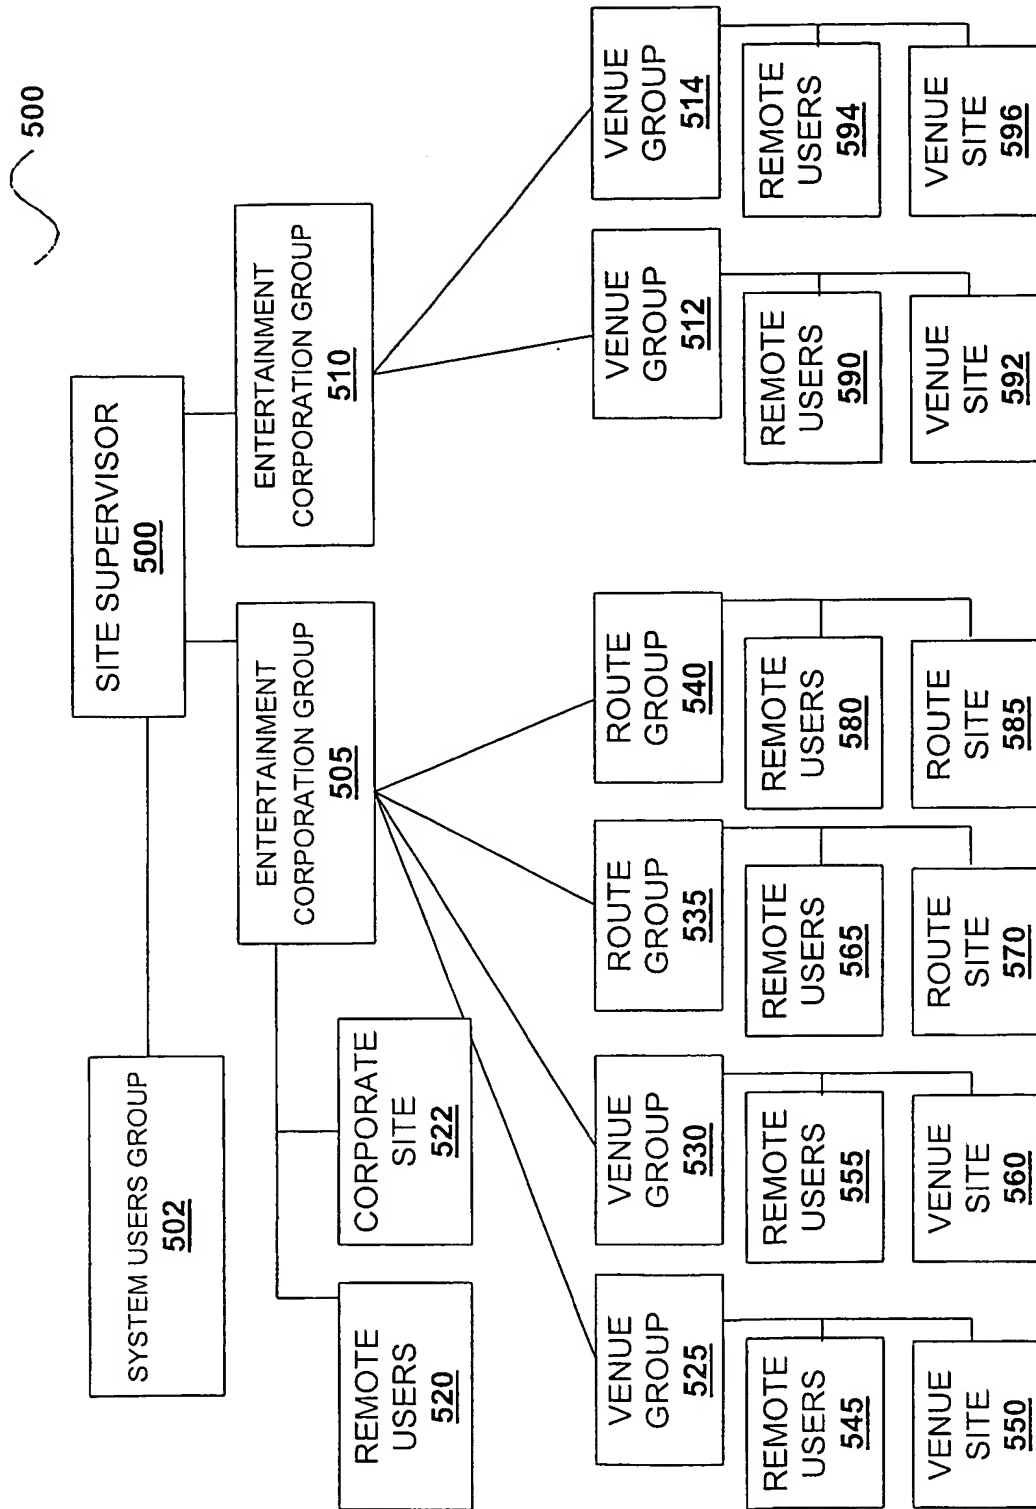 500
SITE SUPERVISOR
500
SYSTEM USERS GROUP
502
ENTERTAINMENT
CORPORATION GROUP
505
ENTERTAINMENT
CORPORATION GROUP
510
REMOTE
USERS
520
CORPORATE
SITE
522
VENUE
GROUP
525
VENUE
GROUP
530
ROUTE
GROUP
535
ROUTE
GROUP
540
VENUE
GROUP
512
VENUE
GROUP
514
REMOTE
USERS
545
REMOTE
USERS
555
REMOTE
USERS
565
REMOTE
USERS
580
REMOTE
USERS
590
REMOTE
USERS
594
VENUE
SITE
550
VENUE
SITE
560
ROUTE
SITE
570
ROUTE
SITE
585
VENUE
SITE
592
VENUE
SITE
596